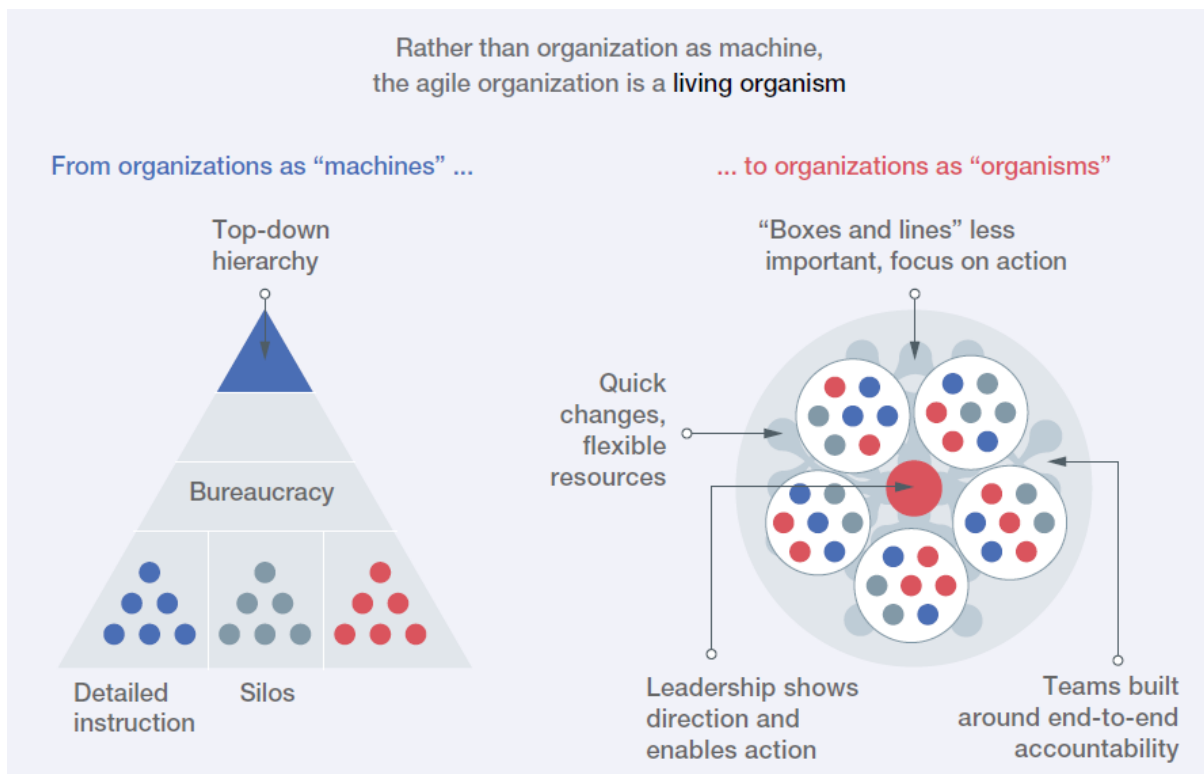 Rather than organization as machine,
the agile organization is a living organism
From organizations as “machines” ...
Top-down
hierarchy
Bureaucracy
Detailed
instruction
Silos
... to organizations as “organisms”
“Boxes and lines” less
important, focus on action
Quick
changes,
flexible
resources
Leadership shows
direction and
enables action
Teams built
around end-to-end
accountability